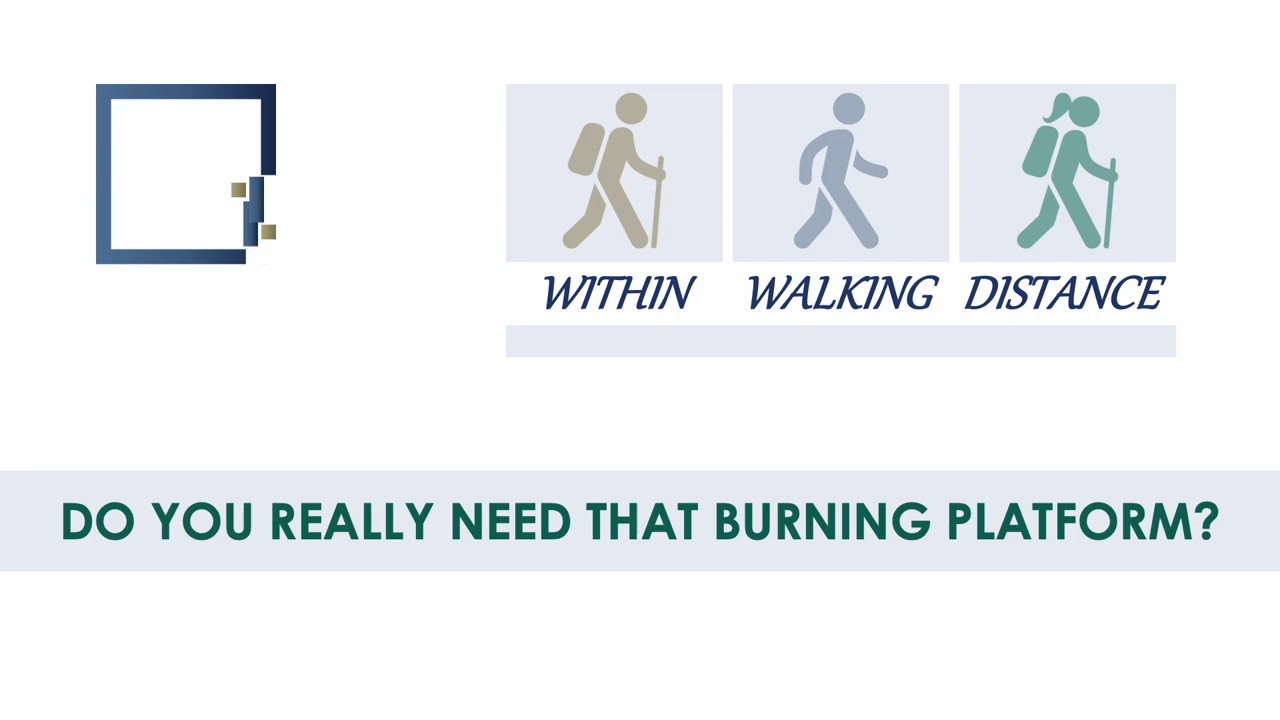 WITHIN WALKING DISTANCE
DO YOU REALLY NEED THAT BURNING PLATFORM?